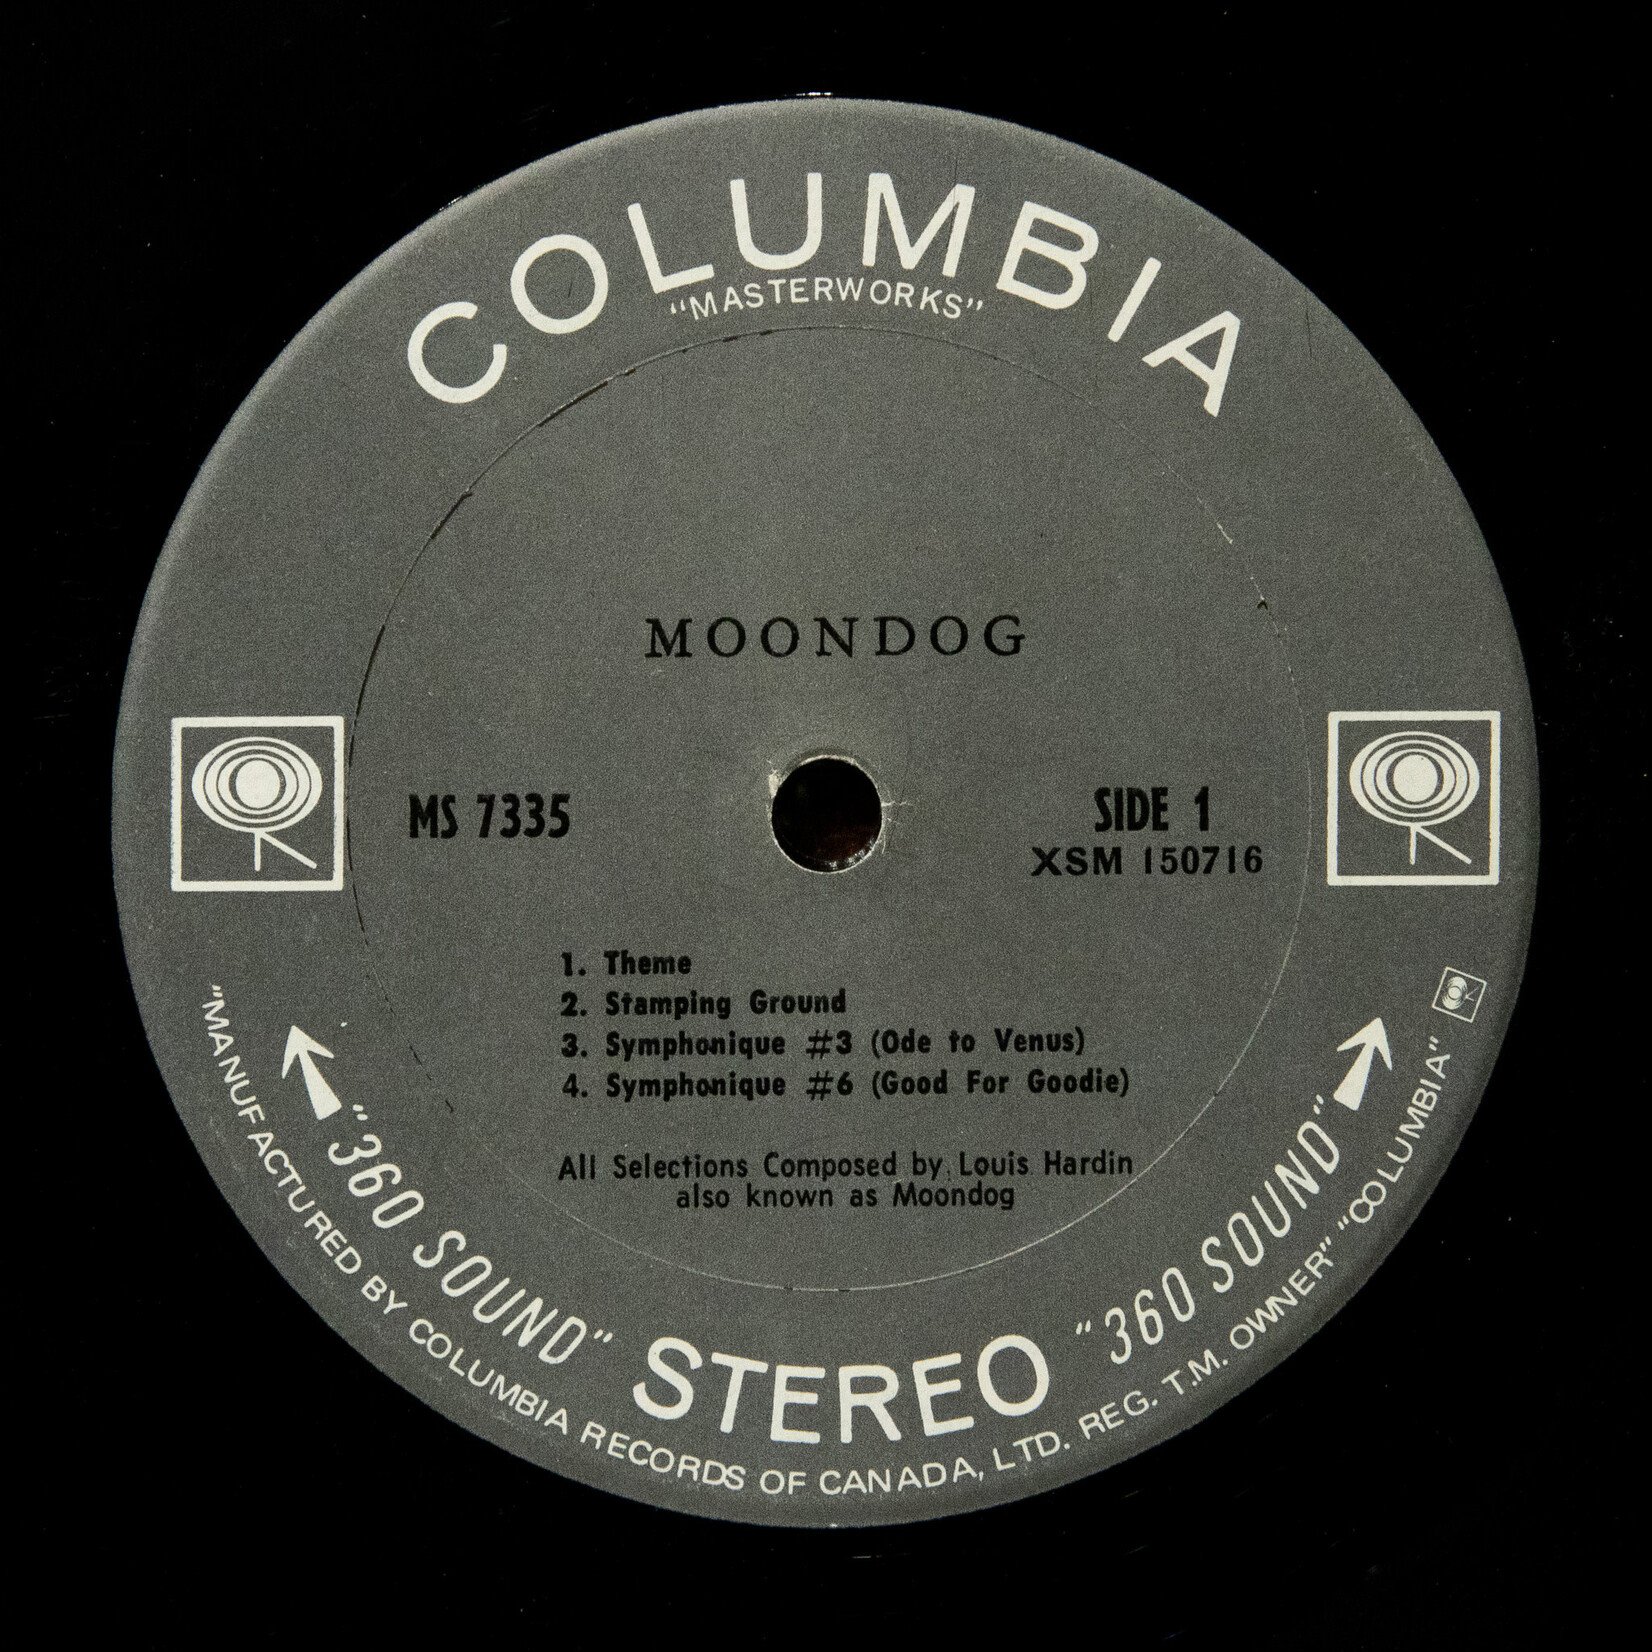 COLUMBIA
"MASTERWORKS"
MOONDOG
MS 7335
SIDE 1
XSM 150716
1. Theme
2. Stamping Ground
3. Symphonique #3 (Ode to Venus)
4. Symphonique #6 (Good For Goodie)
All Selections Composed by Louis Hardin
also known as Moondog
"360 SOUND" STEREO "360 SOUND"
"MANUFACTURED BY COLUMBIA RECORDS OF CANADA, LTD. REG. T.M. OWNER" "COLUMBIA"